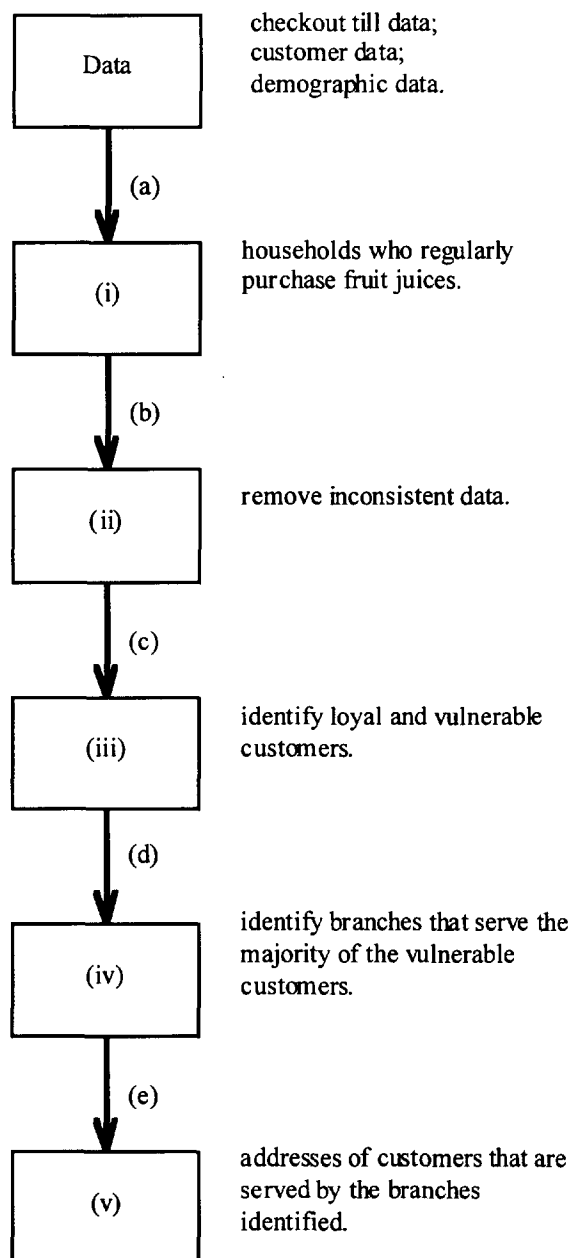 checkout till data;
customer data;
demographic data.
Data
(a)
households who regularly
purchase fruit juices.
(i)
(b)
remove inconsistent data.
(ii)
(c)
identify loyal and vulnerable
customers.
(iii)
(d)
identify branches that serve the
majority of the vulnerable
customers.
(iv)
(e)
addresses of customers that are
served by the branches
identified.
(v)